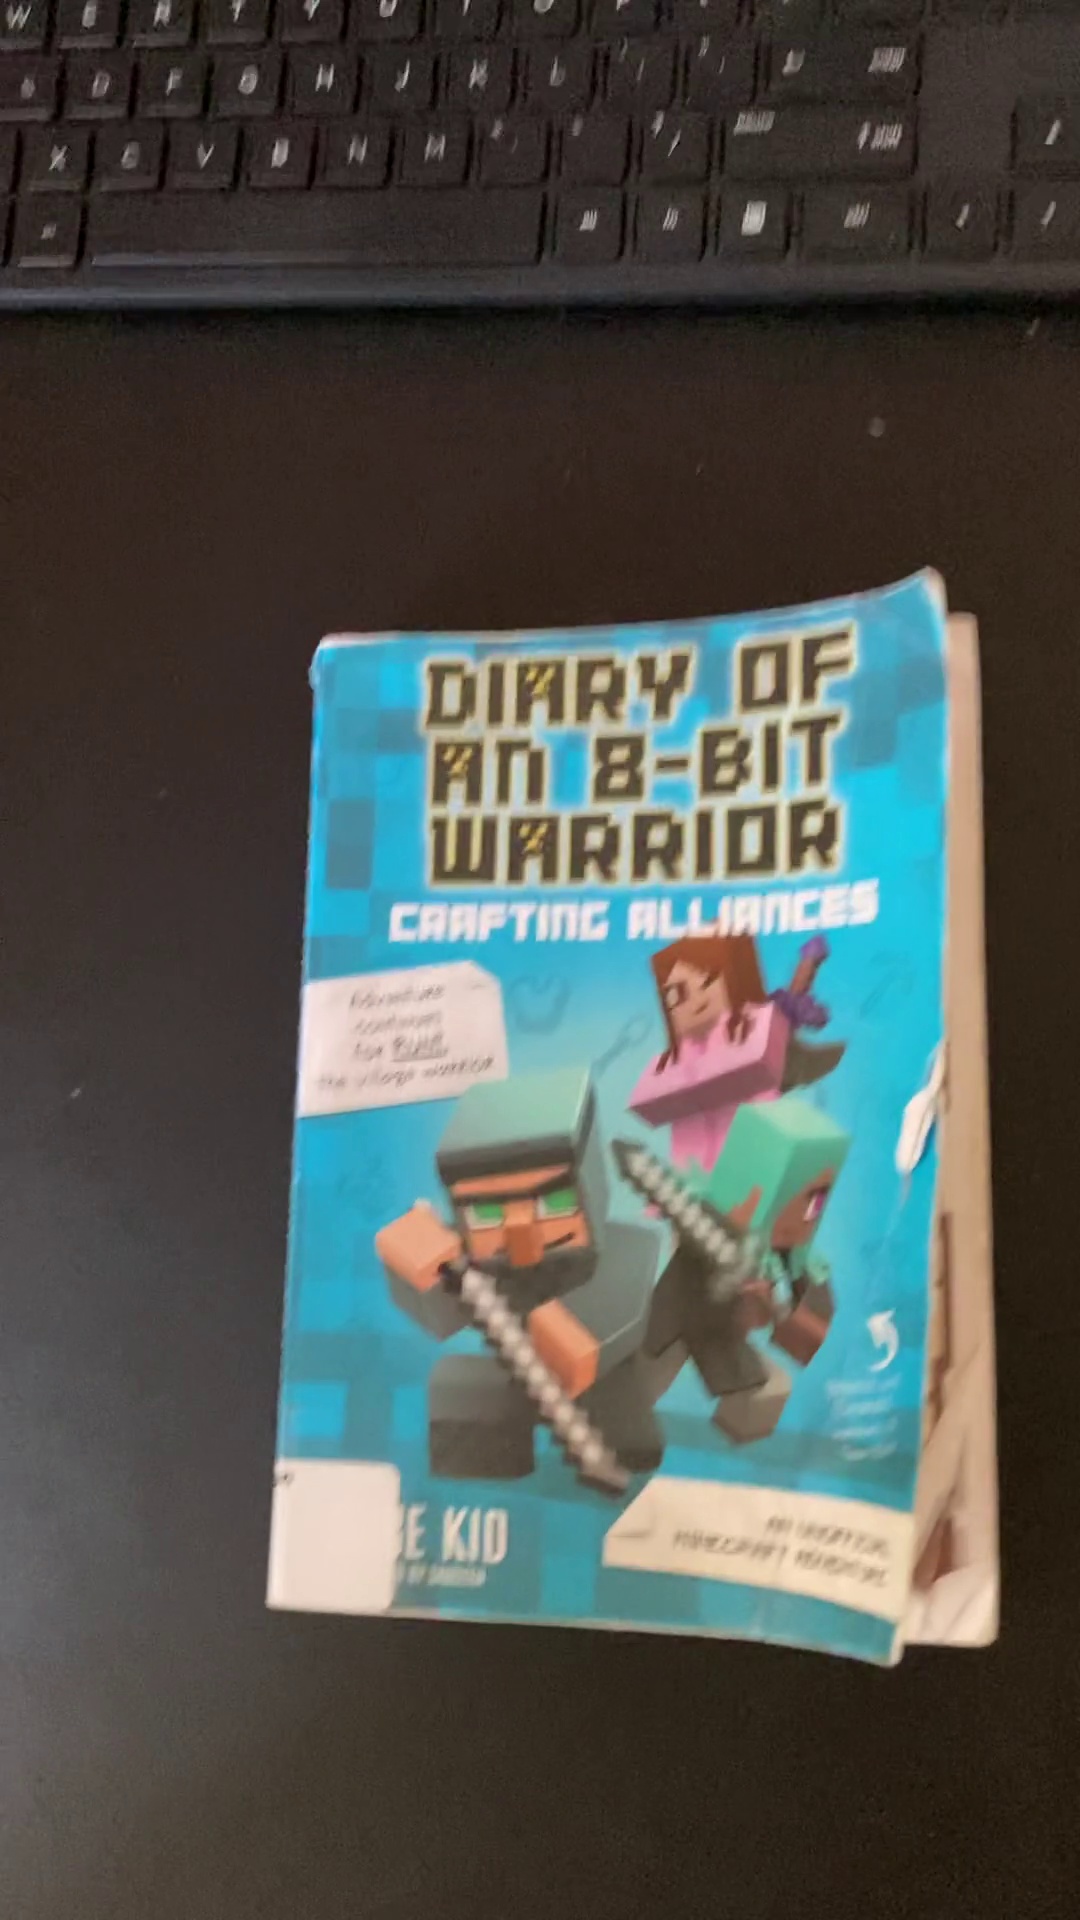 W E R T Y U I O P
D F G H J K L
X C V B N M
DIARY OF
AN 8-BIT
WARRIOR
CRAFTING ALLIANCES
Adventure
continues
for RUNT,
the village warrior
BE KID
AN UNOFFICIAL
MINECRAFT ADVENTURE